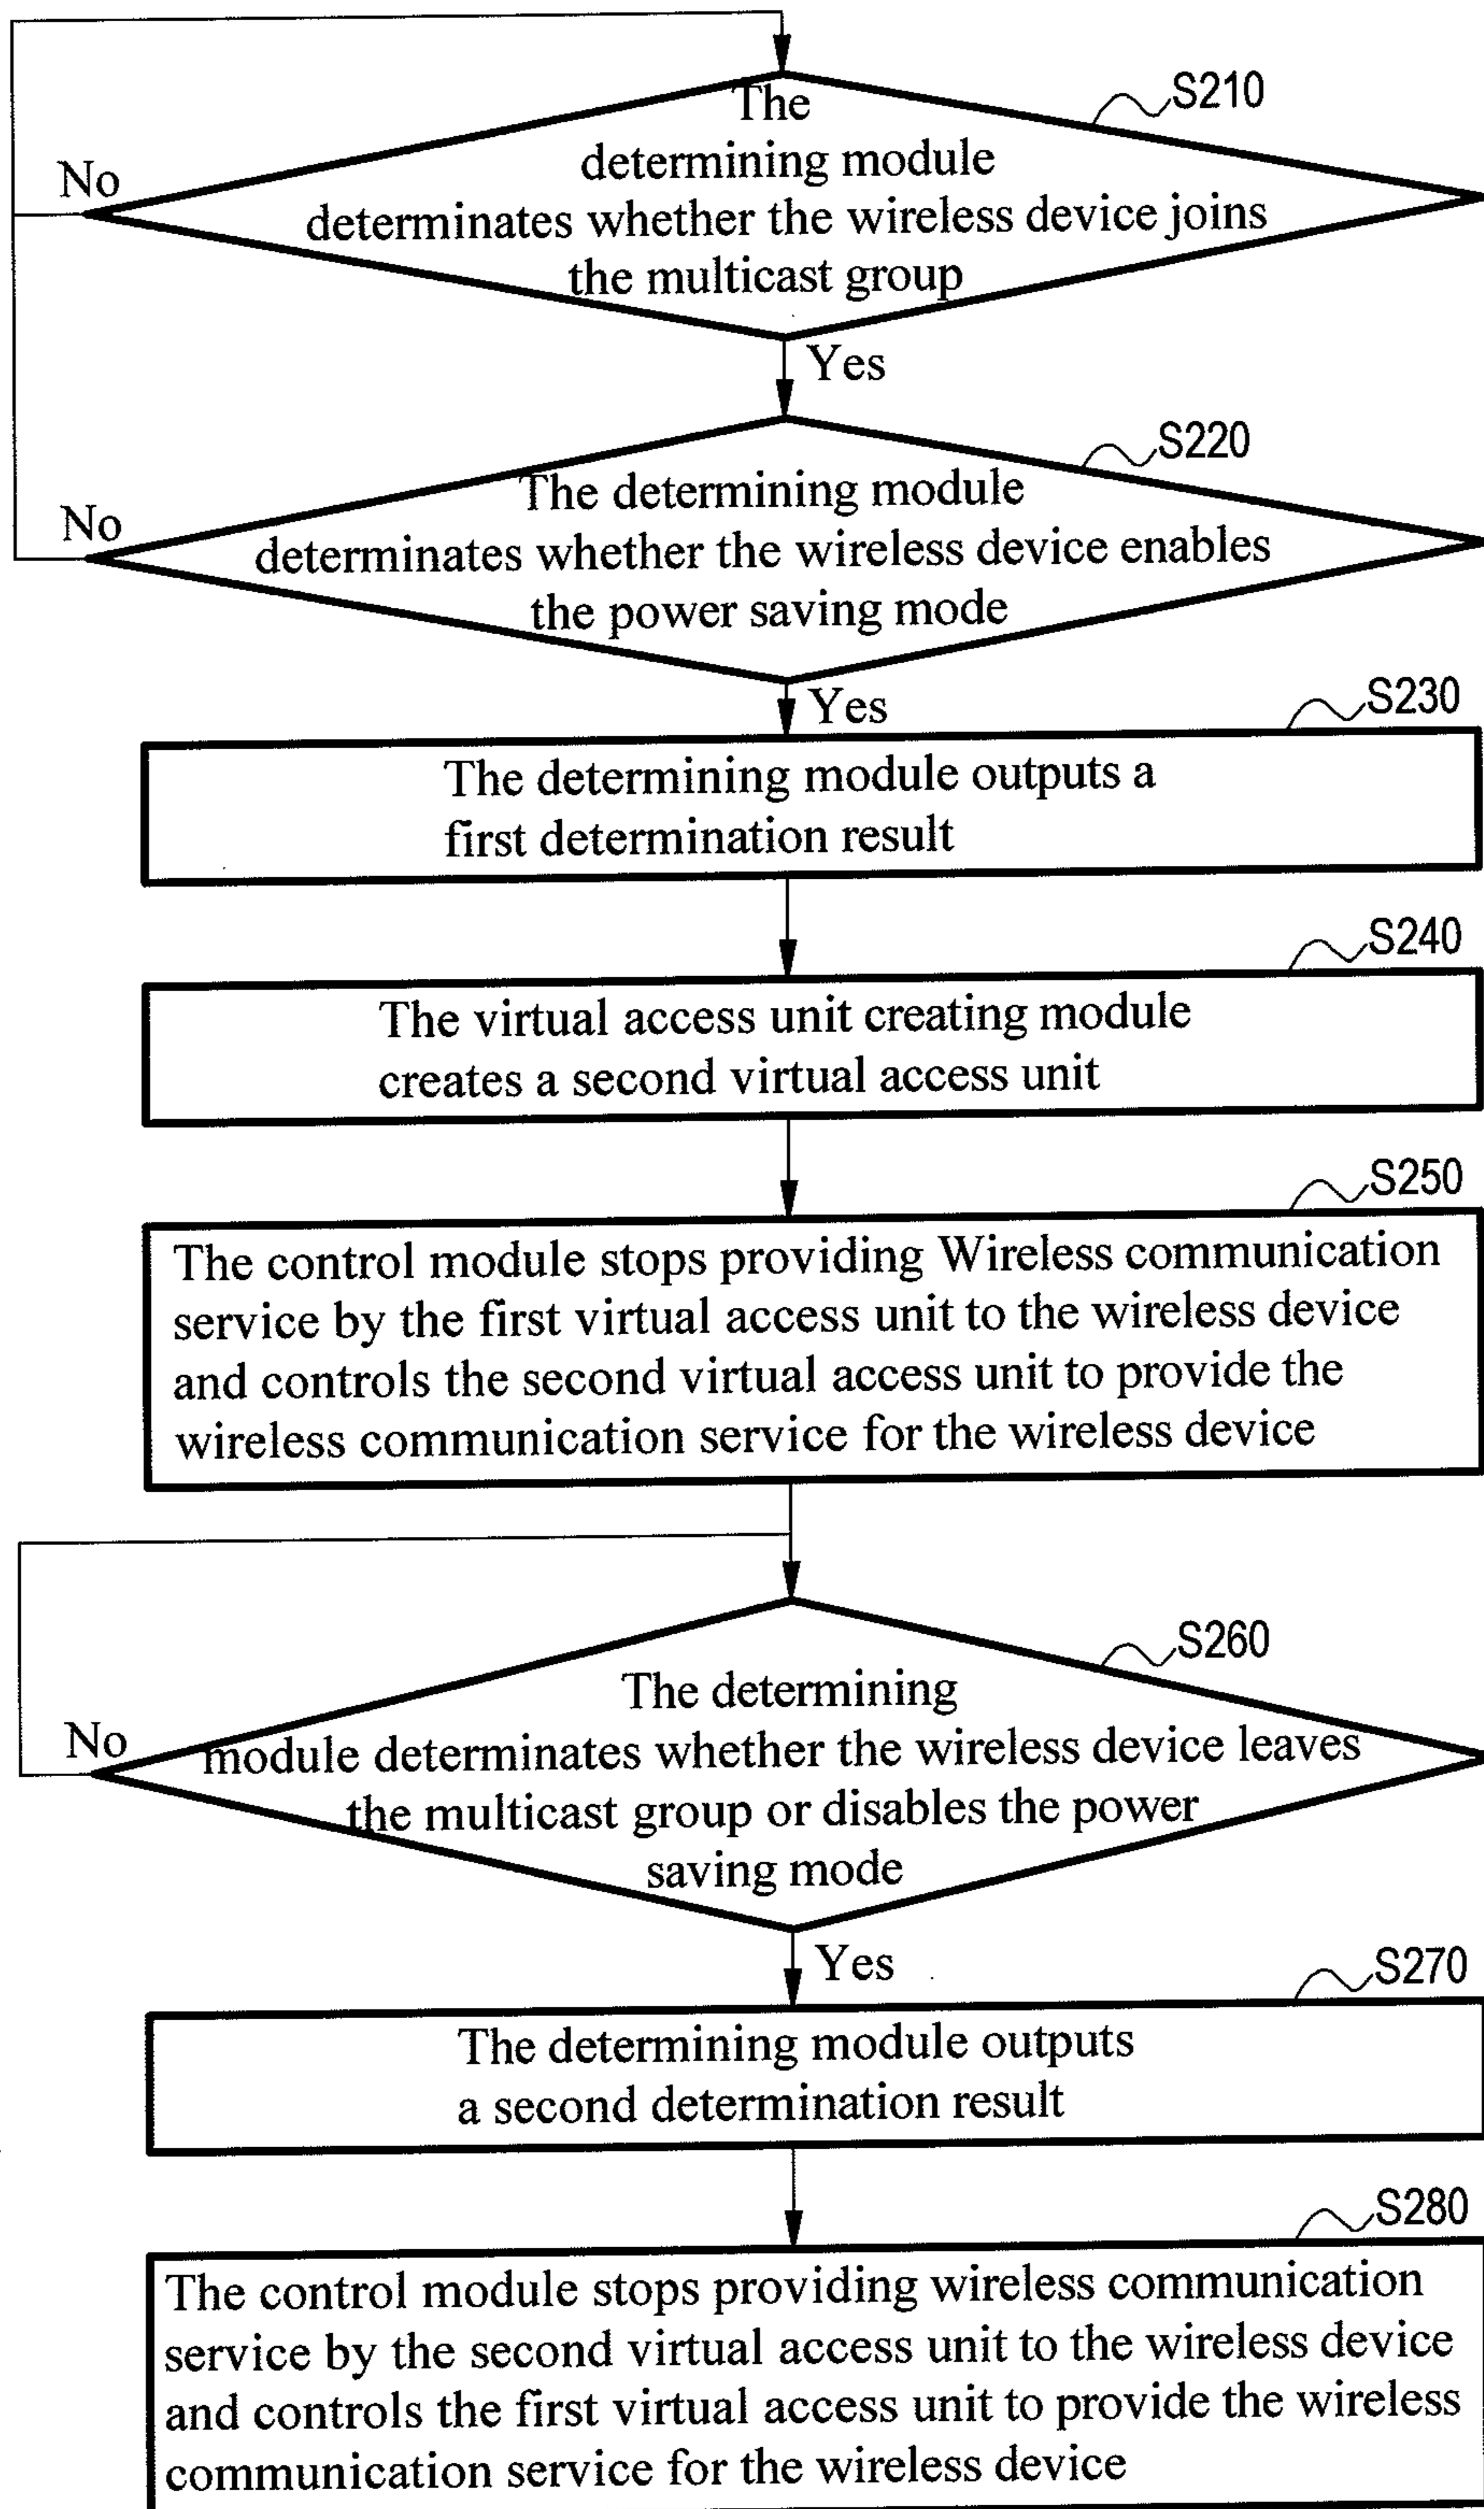 S210
The
determining module
determinates whether the wireless device joins
the multicast group
No
Yes
S220
The determining module
determinates whether the wireless device enables
the power saving mode
No
Yes
S230
The determining module outputs a
first determination result
S240
The virtual access unit creating module
creates a second virtual access unit
S250
The control module stops providing Wireless communication
service by the first virtual access unit to the wireless device
and controls the second virtual access unit to provide the
wireless communication service for the wireless device
S260
The determining
module determinates whether the wireless device leaves
the multicast group or disables the power
saving mode
No
Yes
S270
The determining module outputs
a second determination result
S280
The control module stops providing wireless communication
service by the second virtual access unit to the wireless device
and controls the first virtual access unit to provide the wireless
communication service for the wireless device